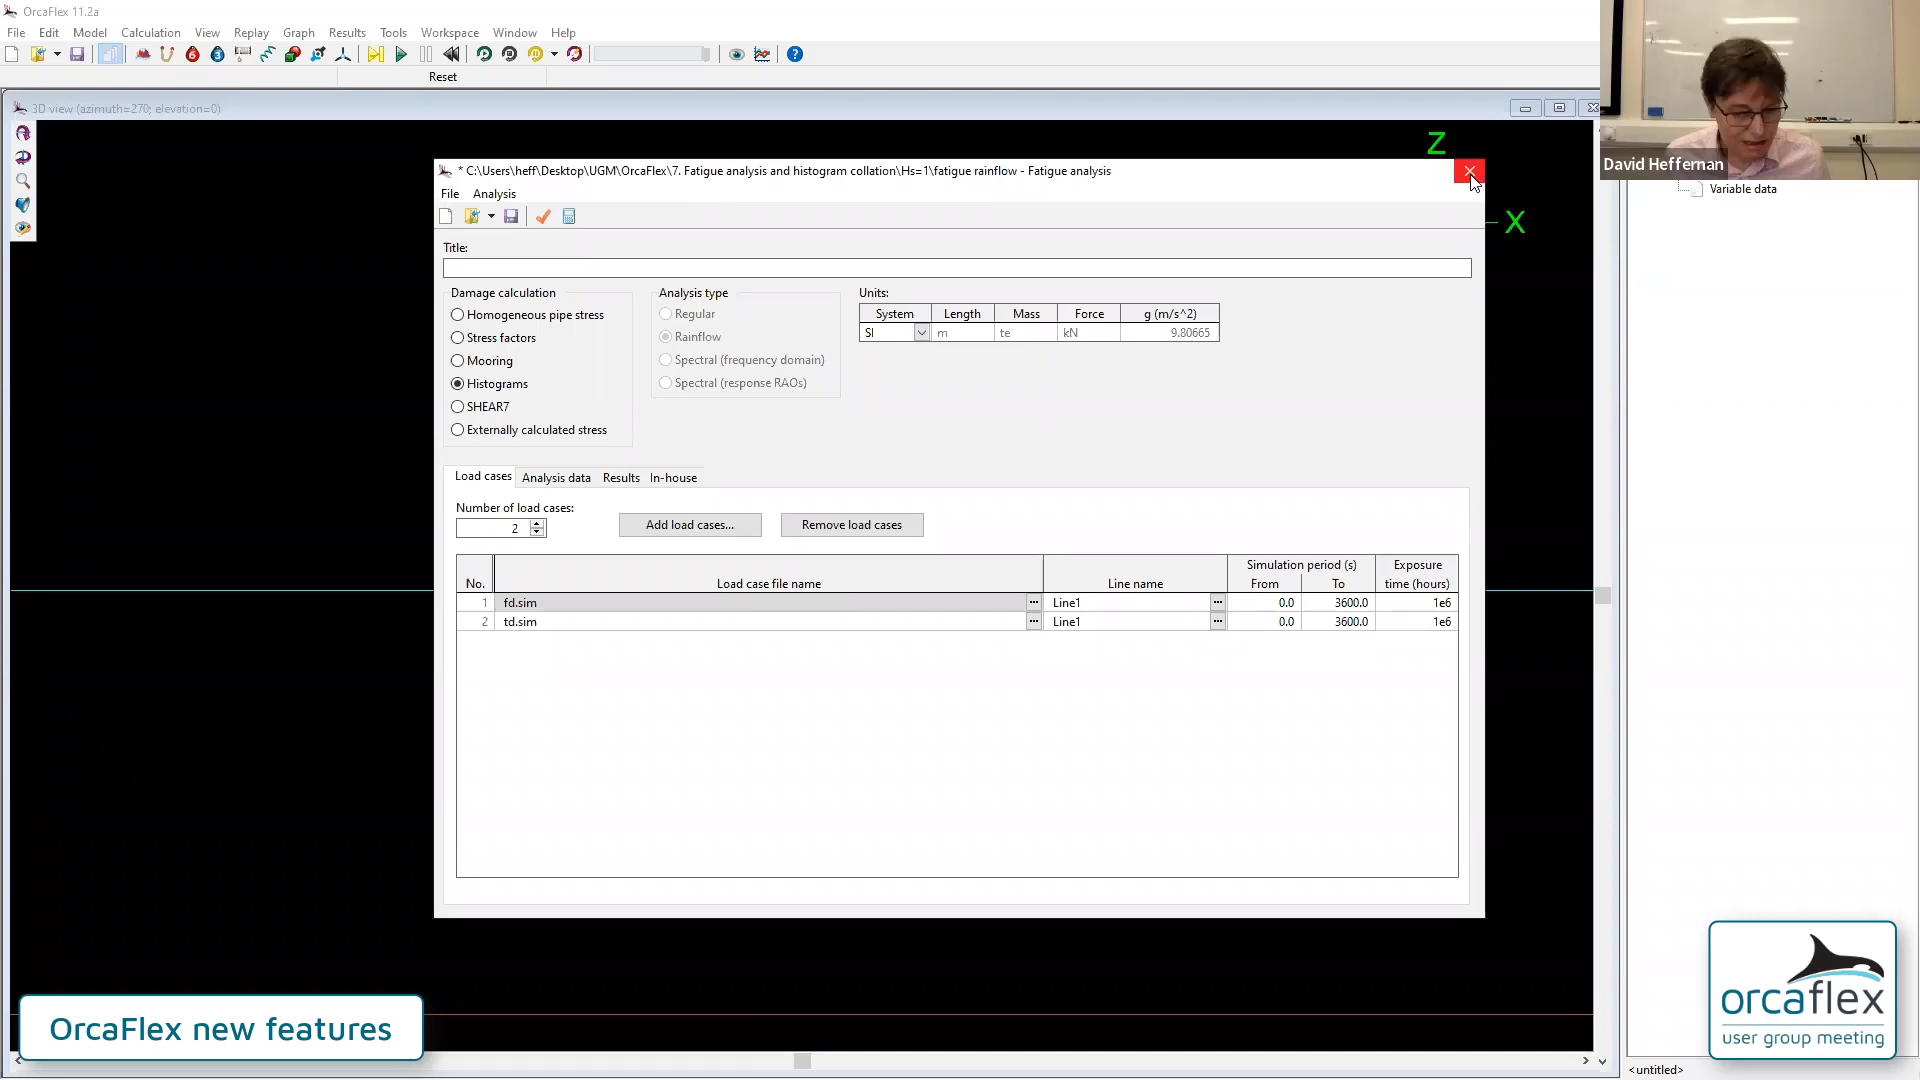 OrcaFlex 11.2a
File Edit Model Calculation View Replay Graph Results Tools Workspace Window Help
Reset
3D view (azimuth=270; elevation=0)
Z
X
* C:\Users\heff\Desktop\UGM\OrcaFlex\7. Fatigue analysis and histogram collation\Hs=1\fatigue rainflow - Fatigue analysis
File Analysis
Title:
Damage calculation
Homogeneous pipe stress
Stress factors
Mooring
Histograms
SHEAR7
Externally calculated stress
Analysis type
Regular
Rainflow
Spectral (frequency domain)
Spectral (response RAOs)
Units:
System Length Mass Force g (m/s^2)
SI m te kN 9.80665
Load cases Analysis data Results In-house
Number of load cases:
2 Add load cases... Remove load cases
Simulation period (s) Exposure
No. Load case file name Line name From To time (hours)
1 fd.sim ... Line1 ... 0.0 3600.0 1e6
2 td.sim ... Line1 ... 0.0 3600.0 1e6
David Heffernan
Variable data
OrcaFlex new features
orcaflex
user group meeting
<untitled>